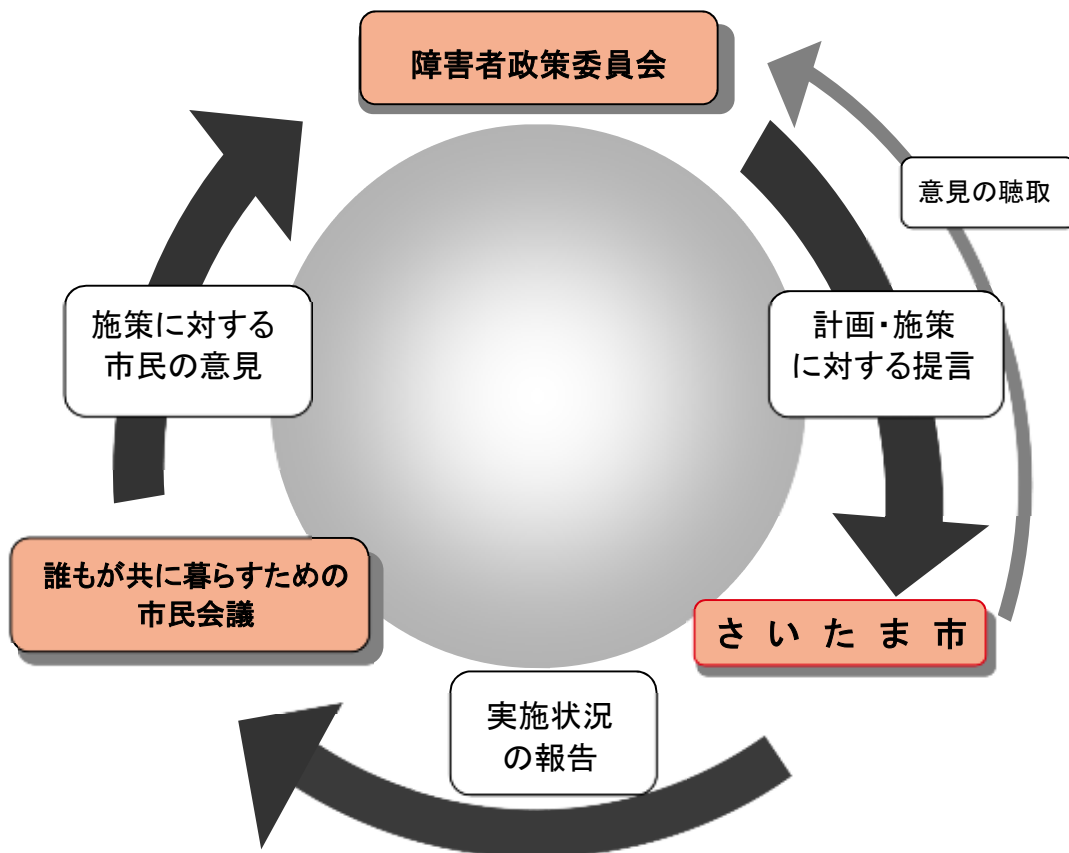 障害者政策委員会
意見の聴取
施策に対する
市民の意見
計画・施策
に対する提言
誰もが共に暮らすための
市民会議
さいたま市
実施状況
の報告